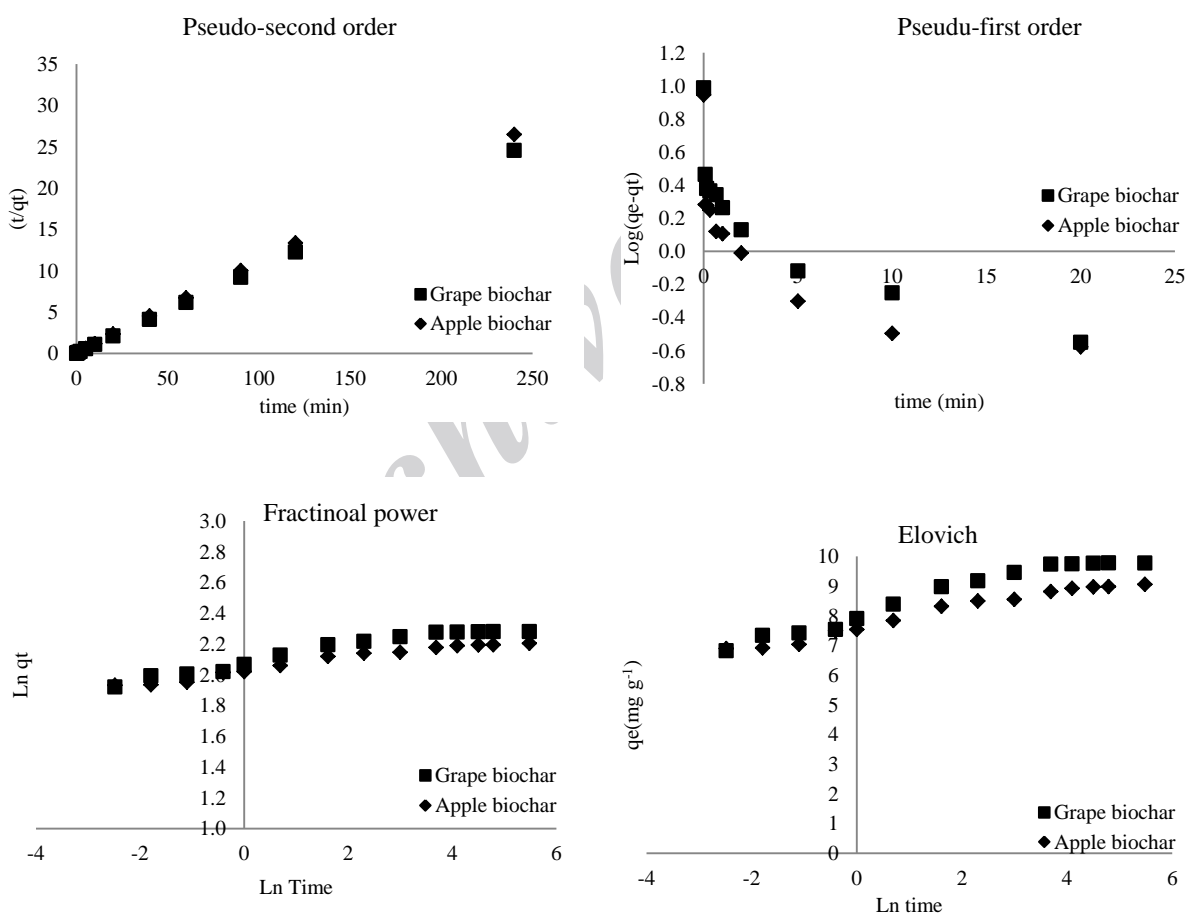 Pseudo-second order
35
30
25
20
15
10
5
0
(t/qt)
0 50 100 150 200 250
time (min)
Grape biochar
Apple biochar
Pseudu-first order
1.2
1.0
0.8
0.6
0.4
0.2
0.0
-0.2
-0.4
-0.6
-0.8
Log(qe-qt)
0 5 10 15 20 25
time (min)
Grape biochar
Apple biochar
Fractinoal power
3.0
2.8
2.6
2.4
2.2
2.0
1.8
1.6
1.4
1.2
1.0
Ln qt
-4 -2 0 2 4 6
Ln Time
Grape biochar
Apple biochar
Elovich
10
9
8
7
6
5
4
3
2
1
0
qe(mg g-1)
-4 -2 0 2 4 6
Ln time
Grape biochar
Apple biochar